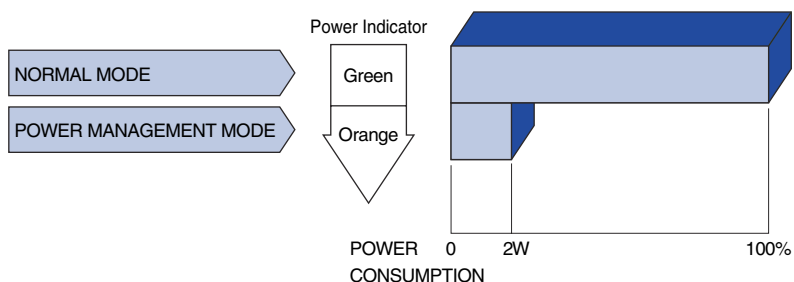 Power Indicator
NORMAL MODE
Green
POWER MANAGEMENT MODE
Orange
POWER 0 2W 100%
CONSUMPTION